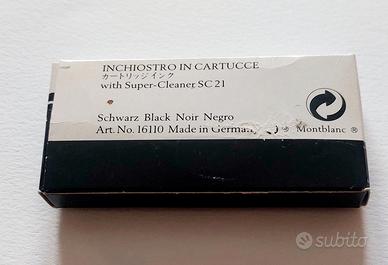 INCHIOSTRO IN CARTUCCE
カートリッジインク
with Super-Cleaner SC 21
Schwarz Black Noir Negro
Art. No. 16110 Made in Germany ® Montblanc ®
subito